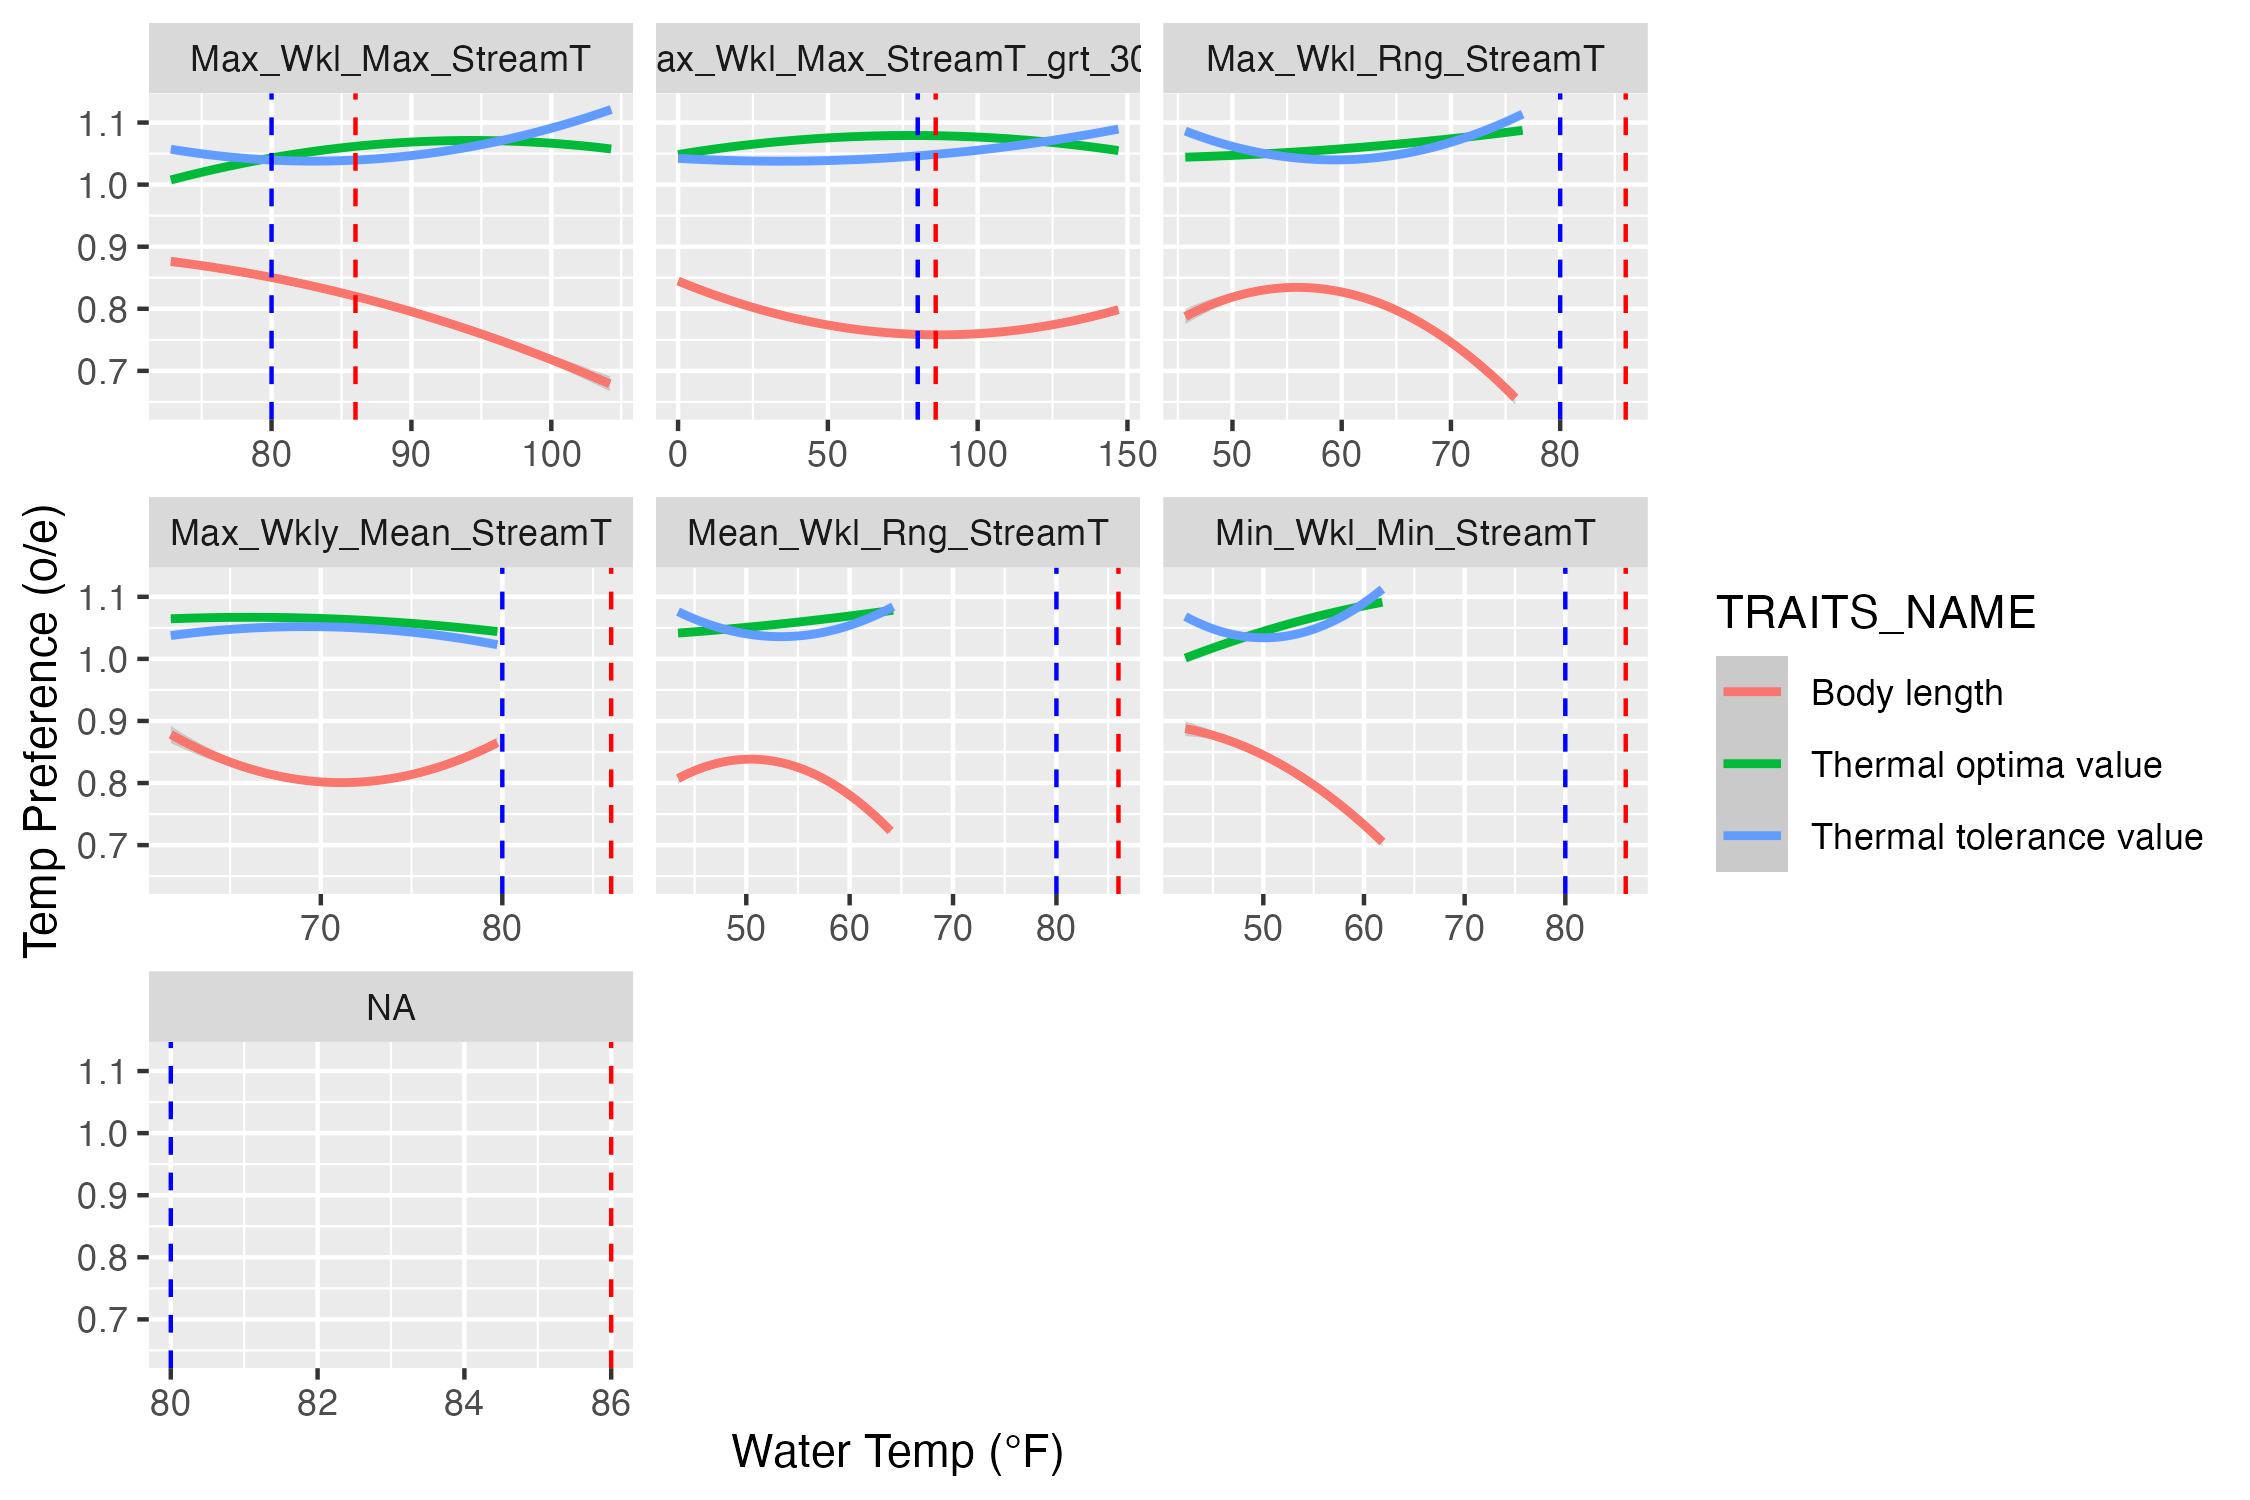 Max_Wkl_Max_StreamT
ax_Wkl_Max_StreamT_grt_30
Max_Wkl_Rng_StreamT
1.1
1.0
0.9
0.8
0.7
80 90 100
0 50 100 150
50 60 70 80
Max_Wkly_Mean_StreamT
Mean_Wkl_Rng_StreamT
Min_Wkl_Min_StreamT
1.1
1.0
0.9
0.8
0.7
70 80
50 60 70 80
50 60 70 80
NA
1.1
1.0
0.9
0.8
0.7
80 82 84 86
Temp Preference (o/e)
Water Temp (°F)
TRAITS_NAME
Body length
Thermal optima value
Thermal tolerance value